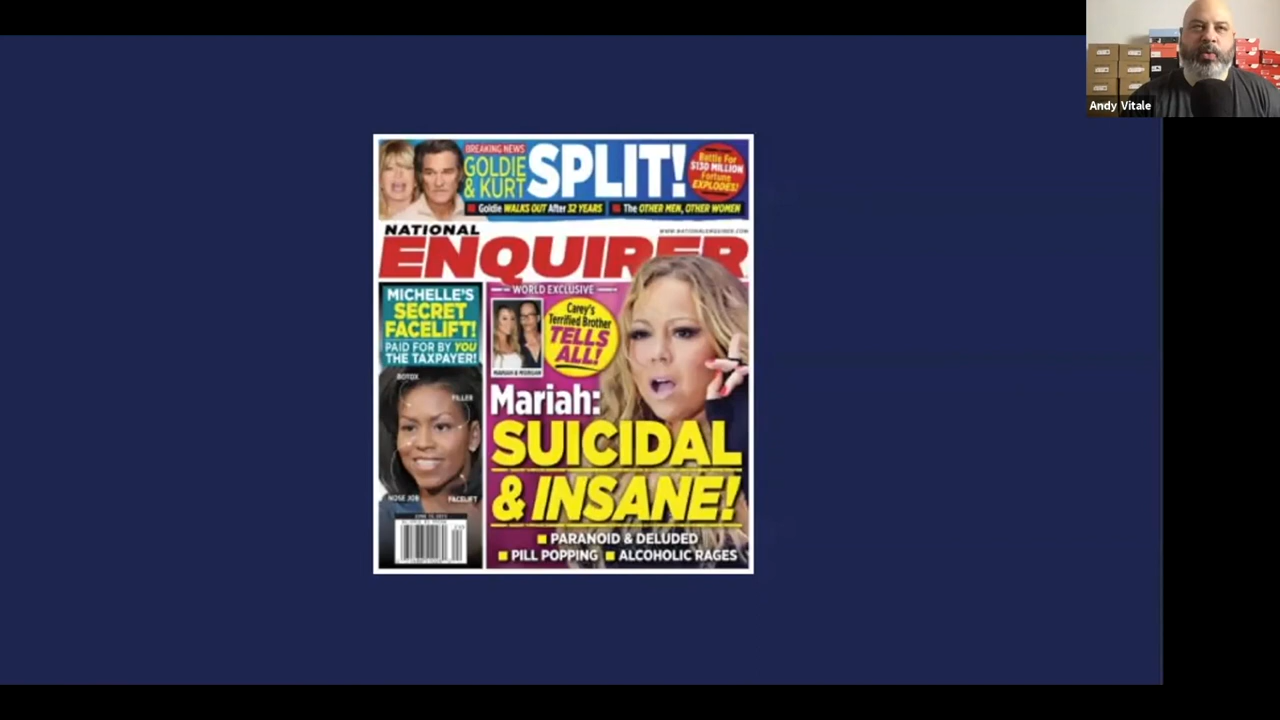 Andy Vitale
BREAKING NEWS
GOLDIE
& KURT
SPLIT!
Battle For
$130 MILLION
Fortune
EXPLODES!
Goldie WALKS OUT After 32 YEARS
The OTHER MEN, OTHER WOMEN
NATIONAL
WWW.NATIONALENQUIRER.COM
ENQUIRER
MICHELLE'S
SECRET
FACELIFT!
PAID FOR BY YOU
THE TAXPAYER!
BOTOX
FILLER
NOSE JOB
FACELIFT
WORLD EXCLUSIVE
Carey's
Terrified Brother
TELLS
ALL!
MARIAH & MORGAN
Mariah:
SUICIDAL
& INSANE!
PARANOID & DELUDED
PILL POPPING
ALCOHOLIC RAGES